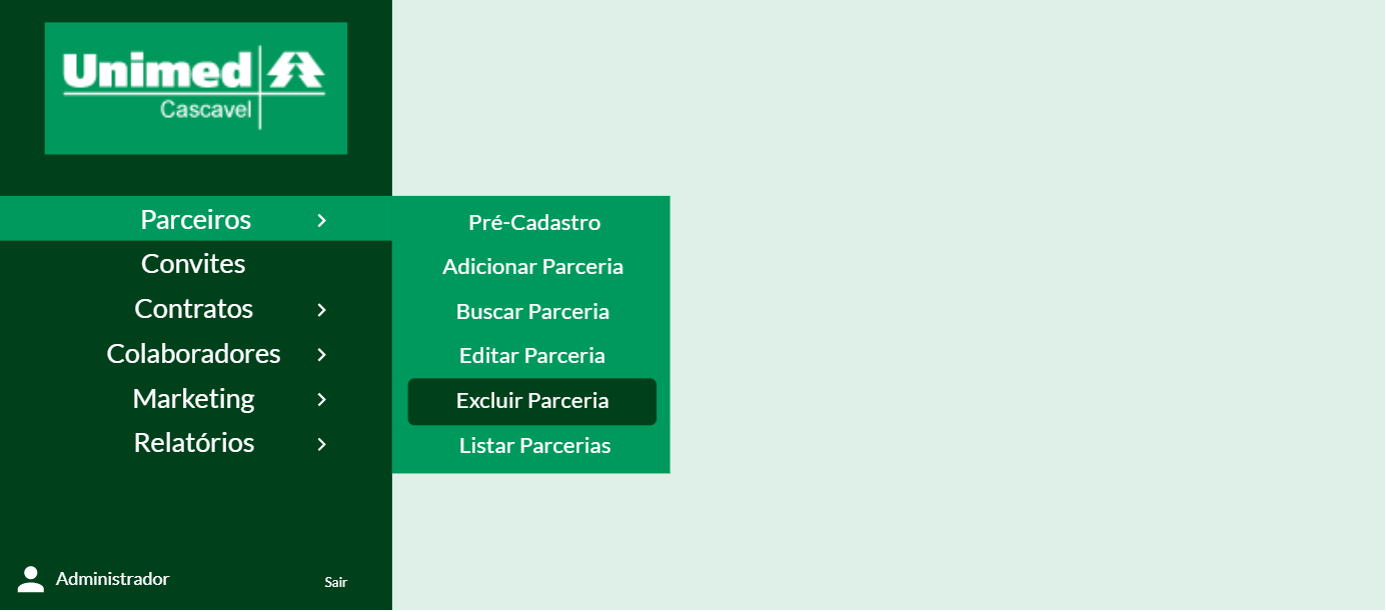 Unimed
Cascavel
Parceiros
Convites
Contratos
Colaboradores
Marketing
Relatórios
Pré-Cadastro
Adicionar Parceria
Buscar Parceria
Editar Parceria
Excluir Parceria
Listar Parcerias
Administrador
Sair